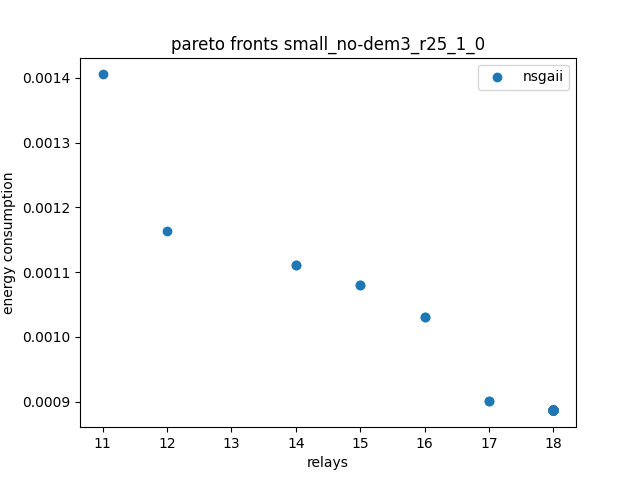 pareto fronts small_no-dem3_r25_1_0
nsgaii
energy consumption
0.0014
0.0013
0.0012
0.0011
0.0010
0.0009
11 12 13 14 15 16 17 18
relays